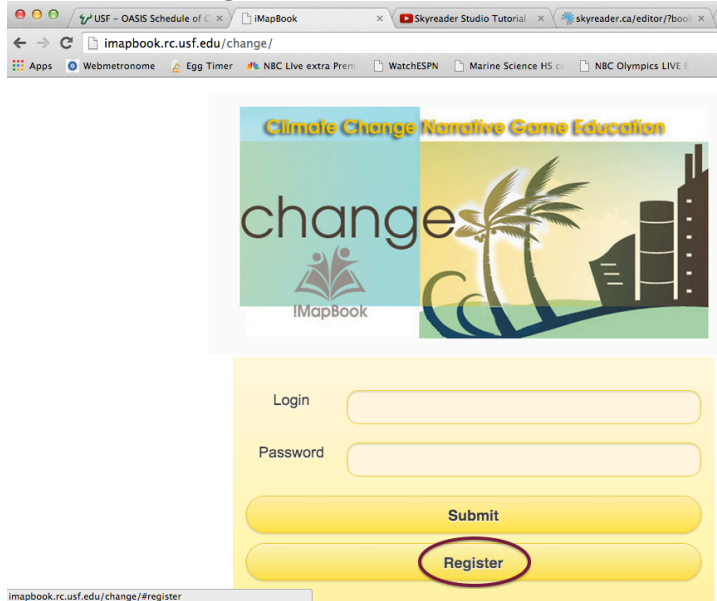 USF - OASIS Schedule of C
iMapBook
Skyreader Studio Tutorial
skyreader.ca/editor/?book
imapbook.rc.usf.edu/change/
Apps
Webmetronome
Egg Timer
NBC LIve extra Prem
WatchESPN
Marine Science HS c
NBC Olympics LIVE E
Climate Change Narrative Game Education
change
IMapBook
Login
Password
Submit
Register
imapbook.rc.usf.edu/change/#register